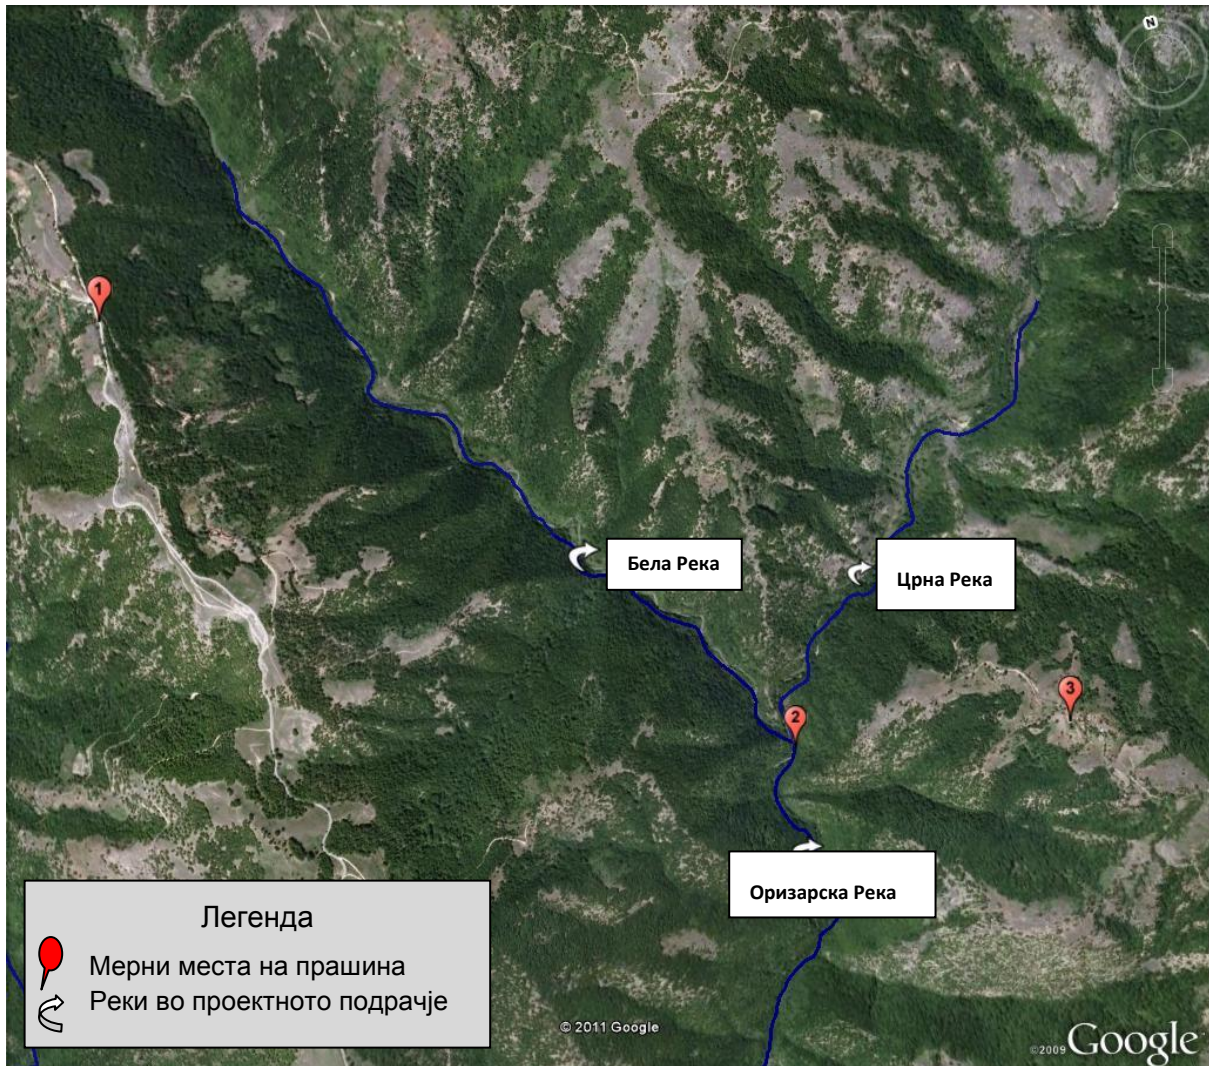 N
1
Бела Река
Црна Река
3
2
Оризарска Река
Легенда
Мерни места на прашина
Реки во проектното подрачје
© 2011 Google
©2009 Google